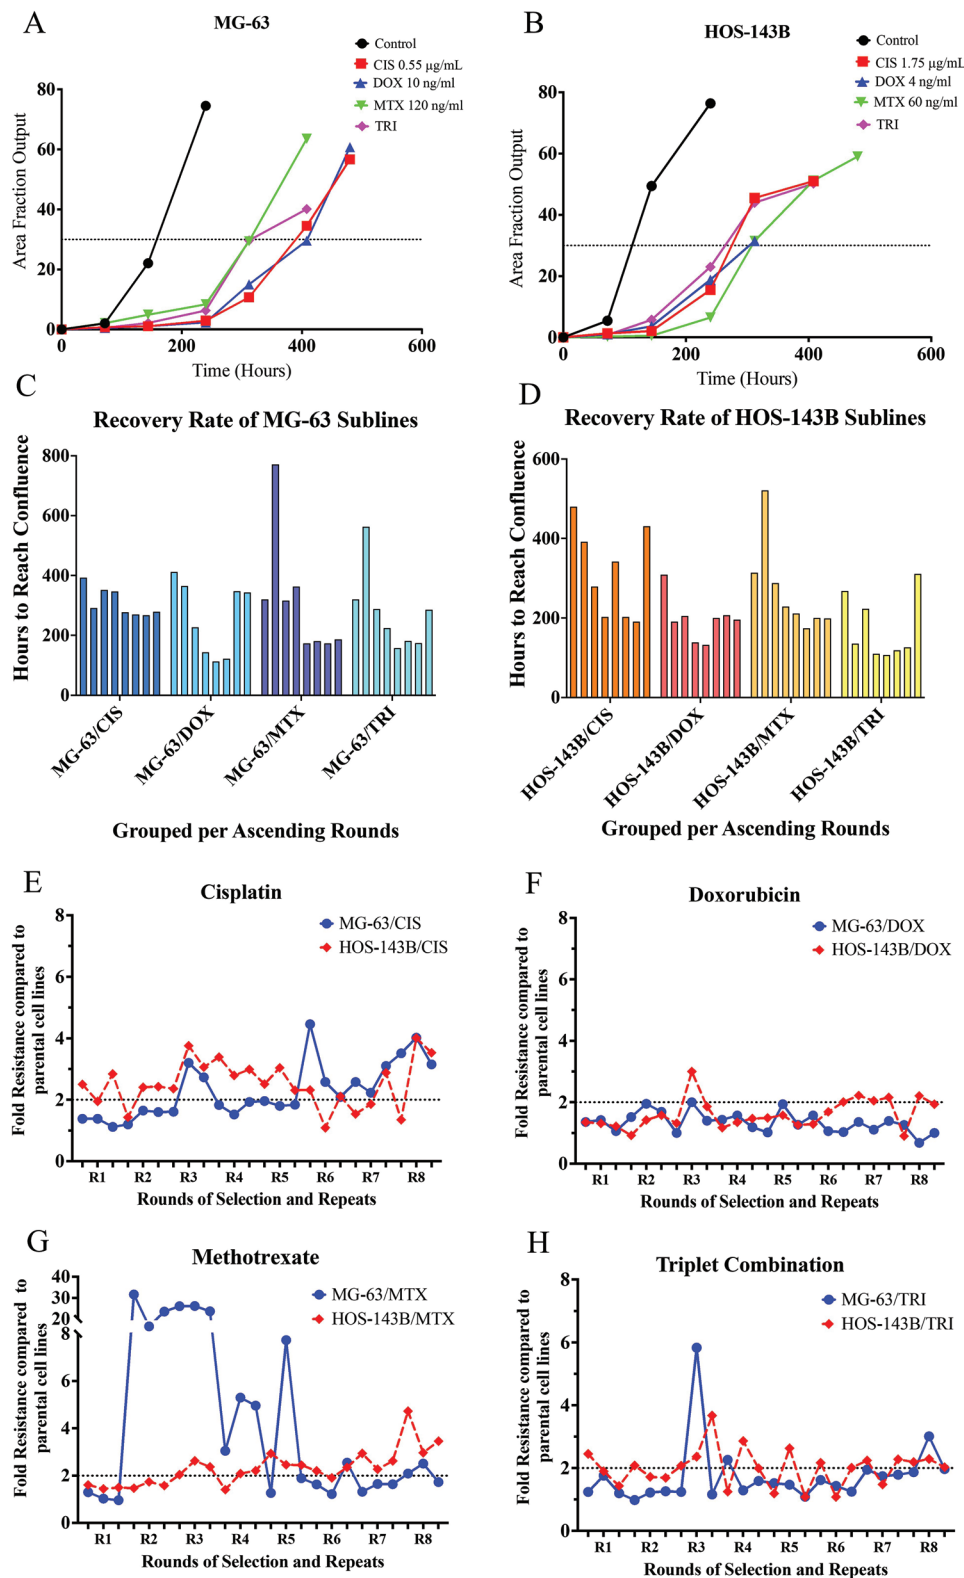 A
MG-63
Control
CIS 0.55 μg/mL
DOX 10 ng/ml
MTX 120 ng/ml
TRI
Area Fraction Output
80
60
40
20
0
0
200
400
600
Time (Hours)
B
HOS-143B
Control
CIS 1.75 μg/mL
DOX 4 ng/ml
MTX 60 ng/ml
TRI
Area Fraction Output
80
60
40
20
0
0
200
400
600
Time (Hours)
C
Recovery Rate of MG-63 Sublines
Hours to Reach Confluence
800
600
400
200
0
MG-63/CIS
MG-63/DOX
MG-63/MTX
MG-63/TRI
Grouped per Ascending Rounds
D
Recovery Rate of HOS-143B Sublines
Hours to Reach Confluence
600
400
200
0
HOS-143B/CIS
HOS-143B/DOX
HOS-143B/MTX
HOS-143B/TRI
Grouped per Ascending Rounds
E
Cisplatin
MG-63/CIS
HOS-143B/CIS
Fold Resistance compared to
parental cell lines
8
6
4
2
0
R1 R2 R3 R4 R5 R6 R7 R8
Rounds of Selection and Repeats
F
Doxorubicin
MG-63/DOX
HOS-143B/DOX
Fold Resistance compared to
parental cell lines
8
6
4
2
0
R1 R2 R3 R4 R5 R6 R7 R8
Rounds of Selection and Repeats
G
Methotrexate
MG-63/MTX
HOS-143B/MTX
Fold Resistance compared to
parental cell lines
40
30
20
8
6
4
2
0
R1 R2 R3 R4 R5 R6 R7 R8
Rounds of Selection and Repeats
H
Triplet Combination
MG-63/TRI
HOS-143B/TRI
Fold Resistance compared to
parental cell lines
8
6
4
2
0
R1 R2 R3 R4 R5 R6 R7 R8
Rounds of Selection and Repeats